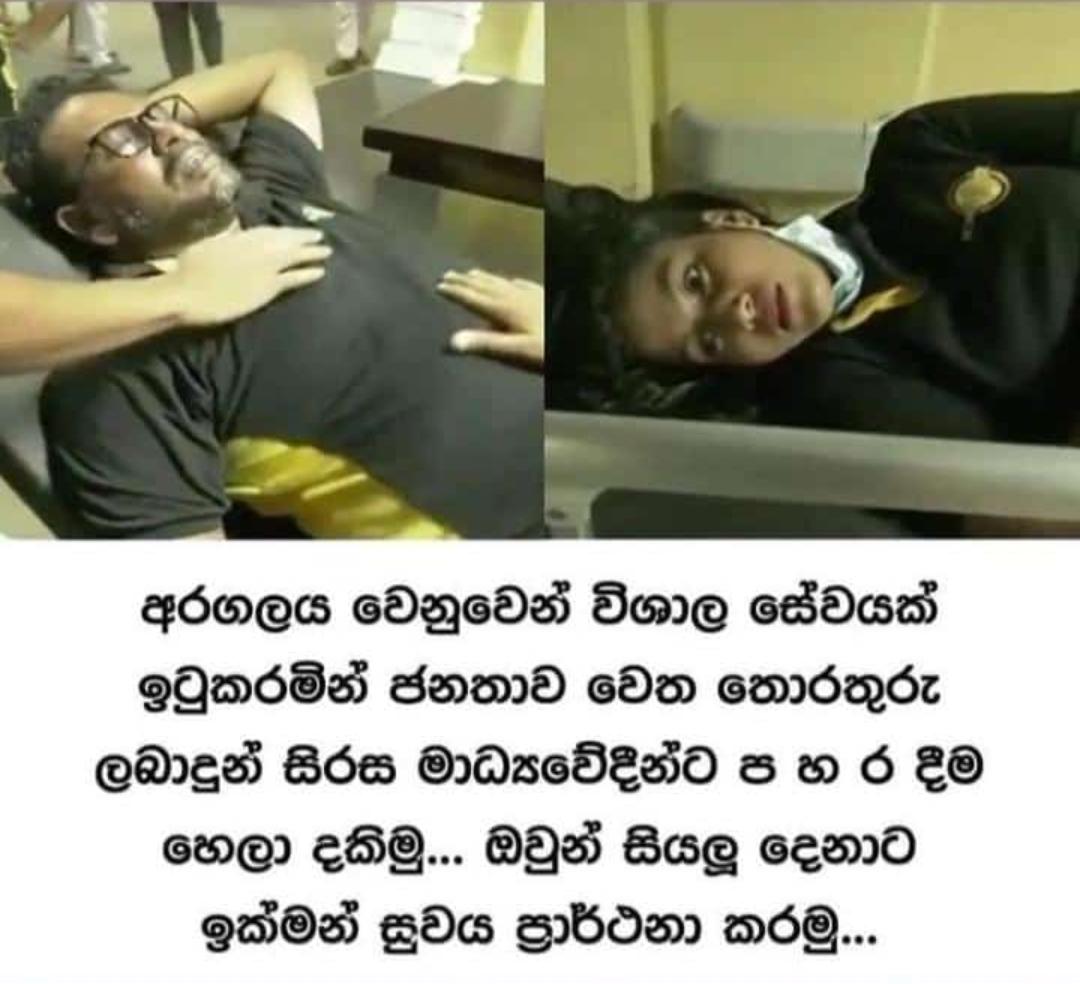 අරගලය වෙනුවෙන් විශාල සේවයක්
ඉටුකරමින් ජනතාව වෙත තොරතුරු
ලබාදුන් සිරස මාධ්‍යවේදීන්ට ප හ ර දීම
හෙලා දකිමු... ඔවුන් සියලූ දෙනාට
ඉක්මන් සුවය ප්‍රාර්ථනා කරමු...